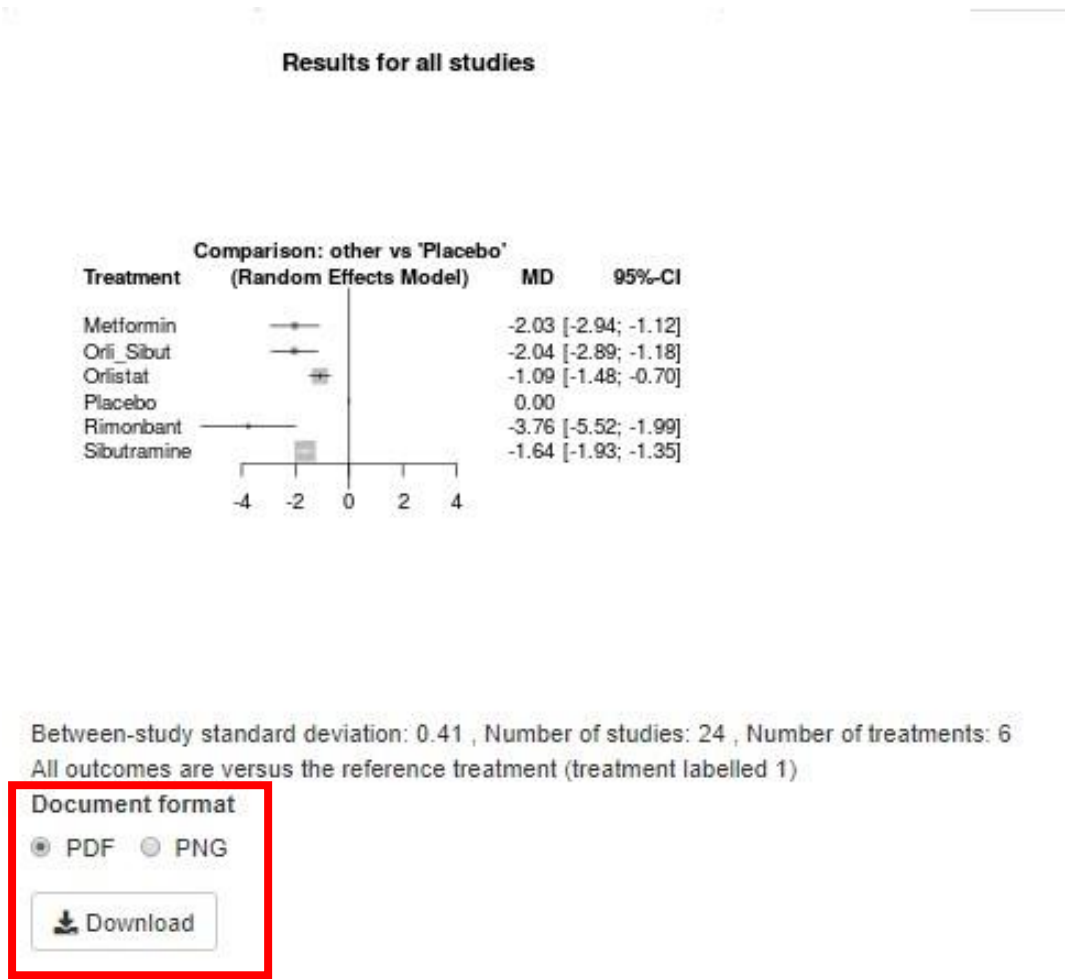 Results for all studies
Comparison: other vs 'Placebo'
Treatment (Random Effects Model) MD 95%-CI
Metformin -2.03 [-2.94; -1.12]
Orli_Sibut -2.04 [-2.89; -1.18]
Orlistat -1.09 [-1.48; -0.70]
Placebo 0.00
Rimonbant -3.76 [-5.52; -1.99]
Sibutramine -1.64 [-1.93; -1.35]
-4 -2 0 2 4
Between-study standard deviation: 0.41 , Number of studies: 24 , Number of treatments: 6
All outcomes are versus the reference treatment (treatment labelled 1)
Document format
PDF PNG
Download